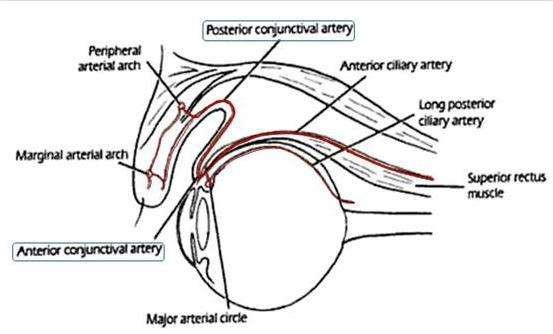 Posterior conjunctival artery
Peripheral
arterial arch
Anterior ciliary artery
Long posterior
ciliary artery
Marginal arterial arch
Superior rectus
muscle
Anterior conjunctival artery
Major arterial circle